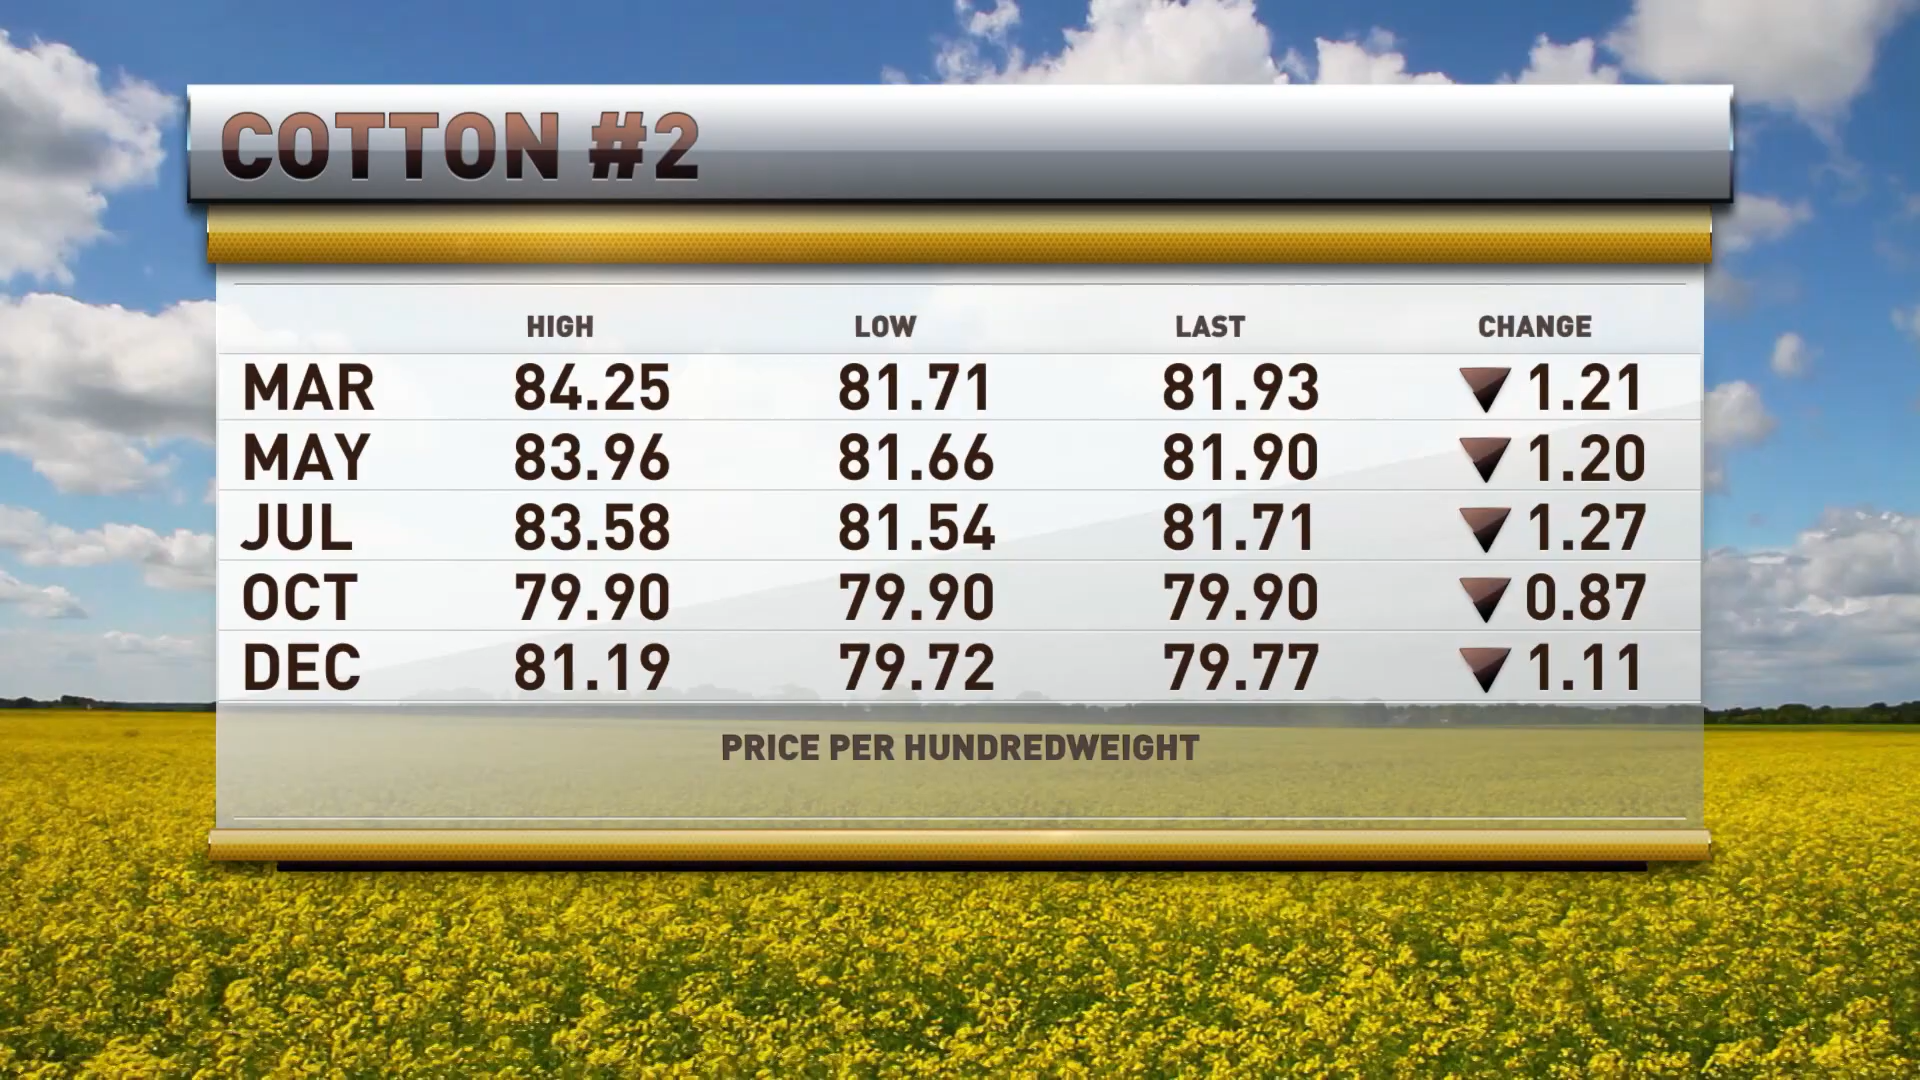 COTTON #2
HIGH LOW LAST CHANGE
MAR 84.25 81.71 81.93 ▼ 1.21
MAY 83.96 81.66 81.90 ▼ 1.20
JUL 83.58 81.54 81.71 ▼ 1.27
OCT 79.90 79.90 79.90 ▼ 0.87
DEC 81.19 79.72 79.77 ▼ 1.11
PRICE PER HUNDREDWEIGHT